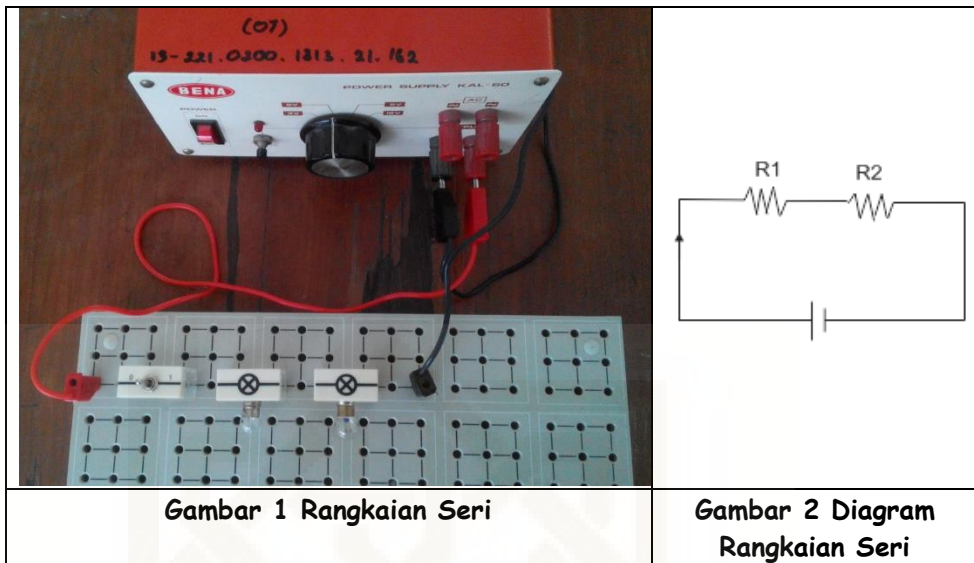 (07)
13-221.0300.1313.21.162
BENA
POWER SUPPLY KAL-60
POWER
AC
R1
R2
Gambar 1 Rangkaian Seri
Gambar 2 Diagram
Rangkaian Seri